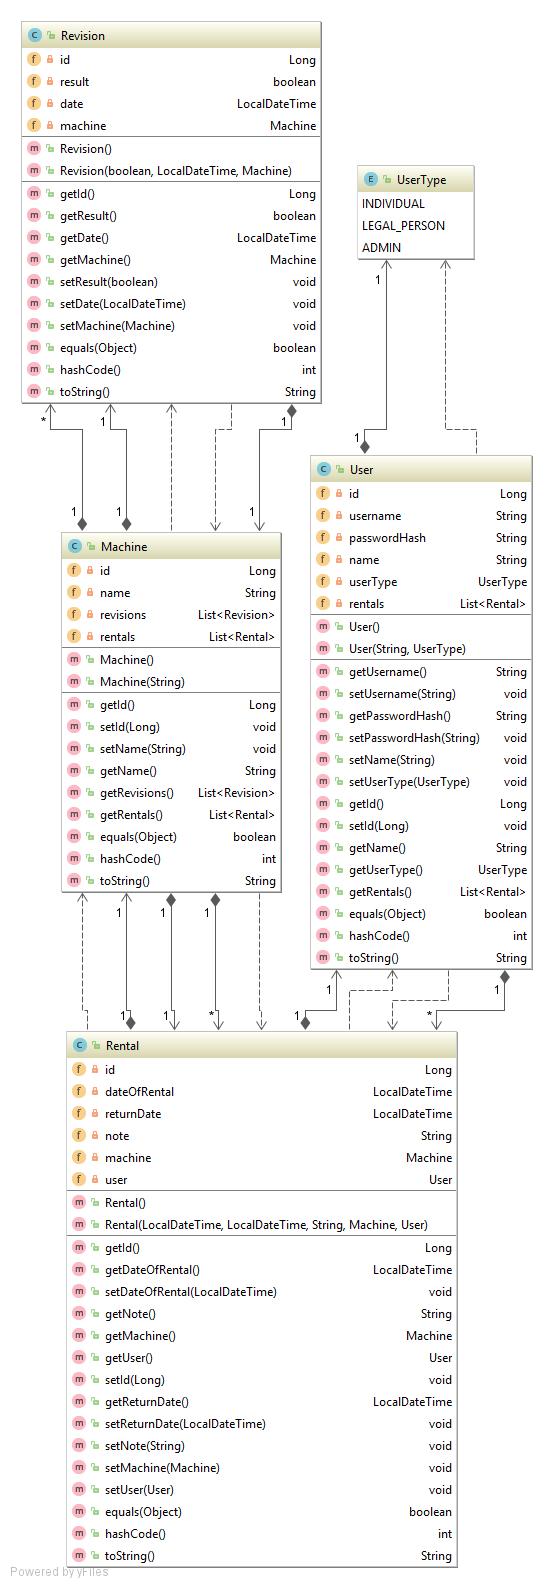 C Revision
f id Long
f result boolean
f date LocalDateTime
f machine Machine
m Revision()
m Revision(boolean, LocalDateTime, Machine)
m getId() Long
m getResult() boolean
m getDate() LocalDateTime
m getMachine() Machine
m setResult(boolean) void
m setDate(LocalDateTime) void
m setMachine(Machine) void
m equals(Object) boolean
m hashCode() int
m toString() String
E UserType
INDIVIDUAL
LEGAL_PERSON
ADMIN
1
1
* 1 1
1 1 1
C User
f id Long
f username String
f passwordHash String
f name String
f userType UserType
f rentals List<Rental>
m User()
m User(String, UserType)
m getUsername() String
m setUsername(String) void
m getPasswordHash() String
m setPasswordHash(String) void
m setName(String) void
m setUserType(UserType) void
m getId() Long
m setId(Long) void
m getName() String
m getUserType() UserType
m getRentals() List<Rental>
m equals(Object) boolean
m hashCode() int
m toString() String
C Machine
f id Long
f name String
f revisions List<Revision>
f rentals List<Rental>
m Machine()
m Machine(String)
m getId() Long
m setId(Long) void
m setName(String) void
m getName() String
m getRevisions() List<Revision>
m getRentals() List<Rental>
m equals(Object) boolean
m hashCode() int
m toString() String
1 1 1
1 1
1 1 * 1 *
C Rental
f id Long
f dateOfRental LocalDateTime
f returnDate LocalDateTime
f note String
f machine Machine
f user User
m Rental()
m Rental(LocalDateTime, LocalDateTime, String, Machine, User)
m getId() Long
m getDateOfRental() LocalDateTime
m setDateOfRental(LocalDateTime) void
m getNote() String
m getMachine() Machine
m getUser() User
m setId(Long) void
m getReturnDate() LocalDateTime
m setReturnDate(LocalDateTime) void
m setNote(String) void
m setMachine(Machine) void
m setUser(User) void
m equals(Object) boolean
m hashCode() int
m toString() String
Powered by yFiles